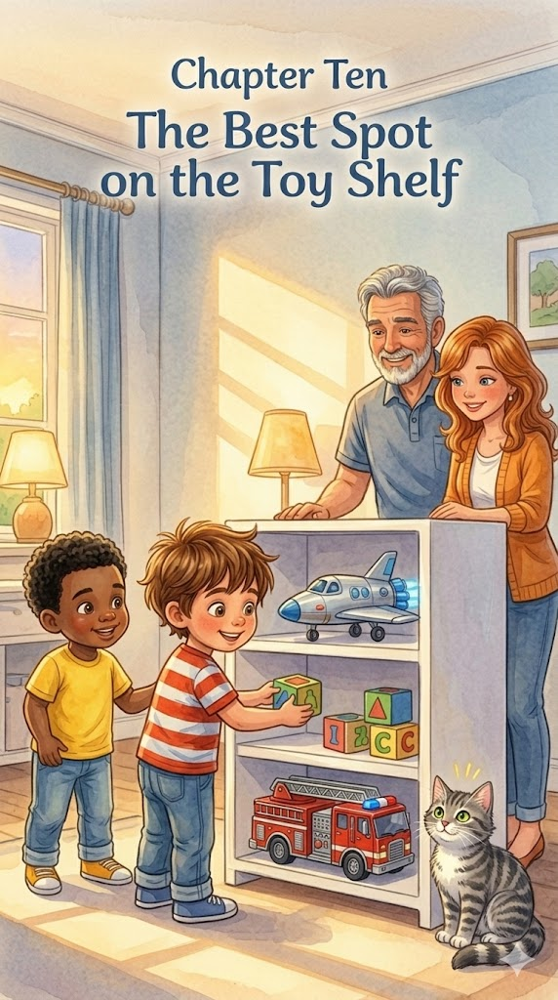 Chapter Ten
The Best Spot
on the Toy Shelf
I
C C